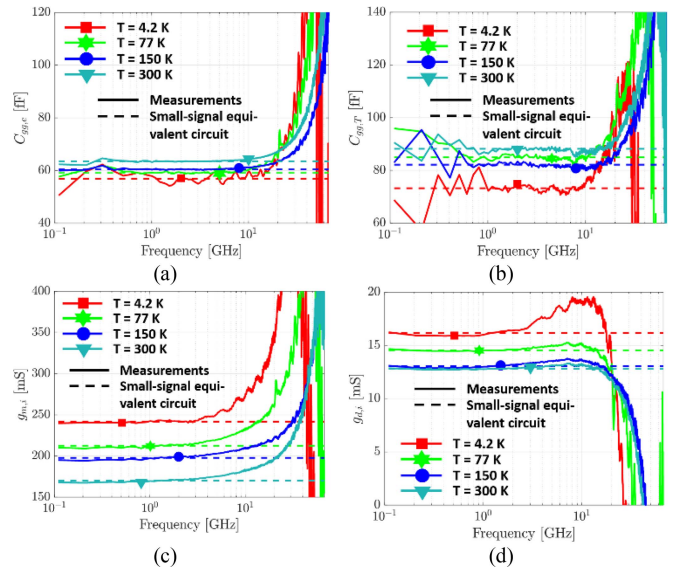 140
T = 4.2 K
T = 77 K
120
T = 150 K
T = 300 K
100
Measurements
80
Small-signal equi-
valent circuit
60
40
C_gg,e [fF]
10^-1
10^0
10^1
Frequency [GHz]
(a)
140
T = 4.2 K
T = 77 K
120
T = 150 K
T = 300 K
Measurements
100
Small-signal equi-
valent circuit
80
60
C_gg,T [fF]
10^-1
10^0
10^1
Frequency [GHz]
(b)
400
T = 4.2 K
T = 77 K
350
T = 150 K
T = 300 K
300
Measurements
Small-signal equi-
250
valent circuit
200
150
g_m,i [mS]
10^-1
10^0
10^1
Frequency [GHz]
(c)
20
15
10
Measurements
Small-signal equi-
valent circuit
5
T = 4.2 K
T = 77 K
T = 150 K
T = 300 K
0
g_d,i [mS]
10^-1
10^0
10^1
Frequency [GHz]
(d)